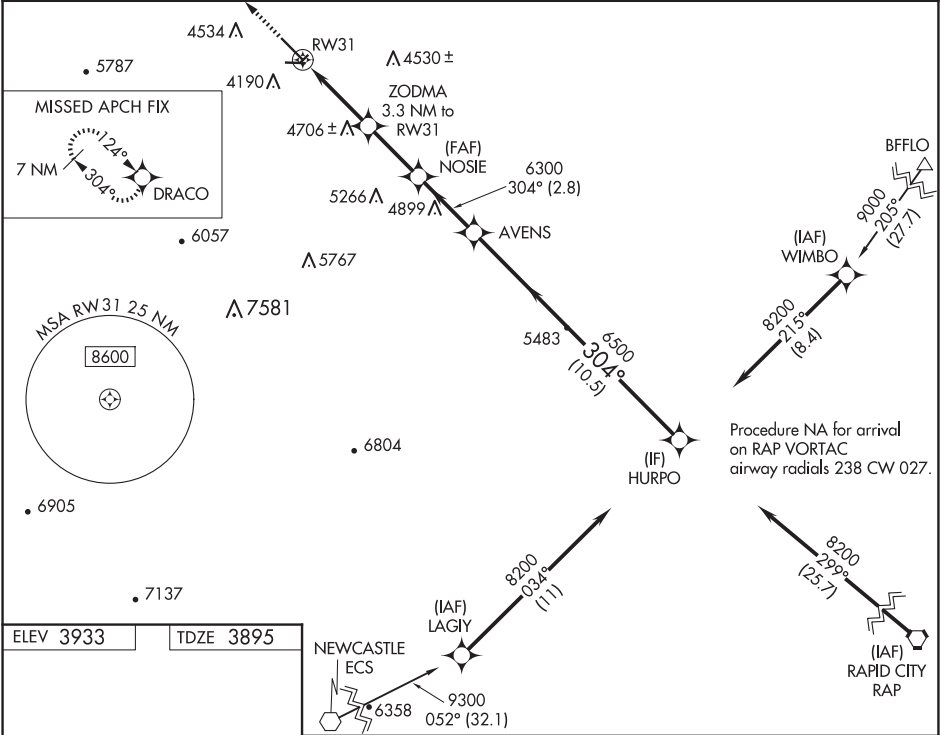 4534
RW31
4530 ±
5787
4190
ZODMA
3.3 NM to
RW31
MISSED APCH FIX
124°
7 NM
304°
DRACO
4706 ±
(FAF)
NOSIE
6300
304° (2.8)
BFFLO
9000
205°
(27.7)
5266
4899
AVENS
6057
(IAF)
WIMBO
5767
7581
8200
215°
(8.4)
MSA RW31 25 NM
8600
5483
6500
304°
(10.5)
6804
(IF)
HURPO
Procedure NA for arrival
on RAP VORTAC
airway radials 238 CW 027.
6905
8200
034°
(11)
8200
299°
(25.7)
7137
(IAF)
LAGIY
ELEV 3933
TDZE 3895
NEWCASTLE
ECS
6358
9300
052° (32.1)
(IAF)
RAPID CITY
RAP